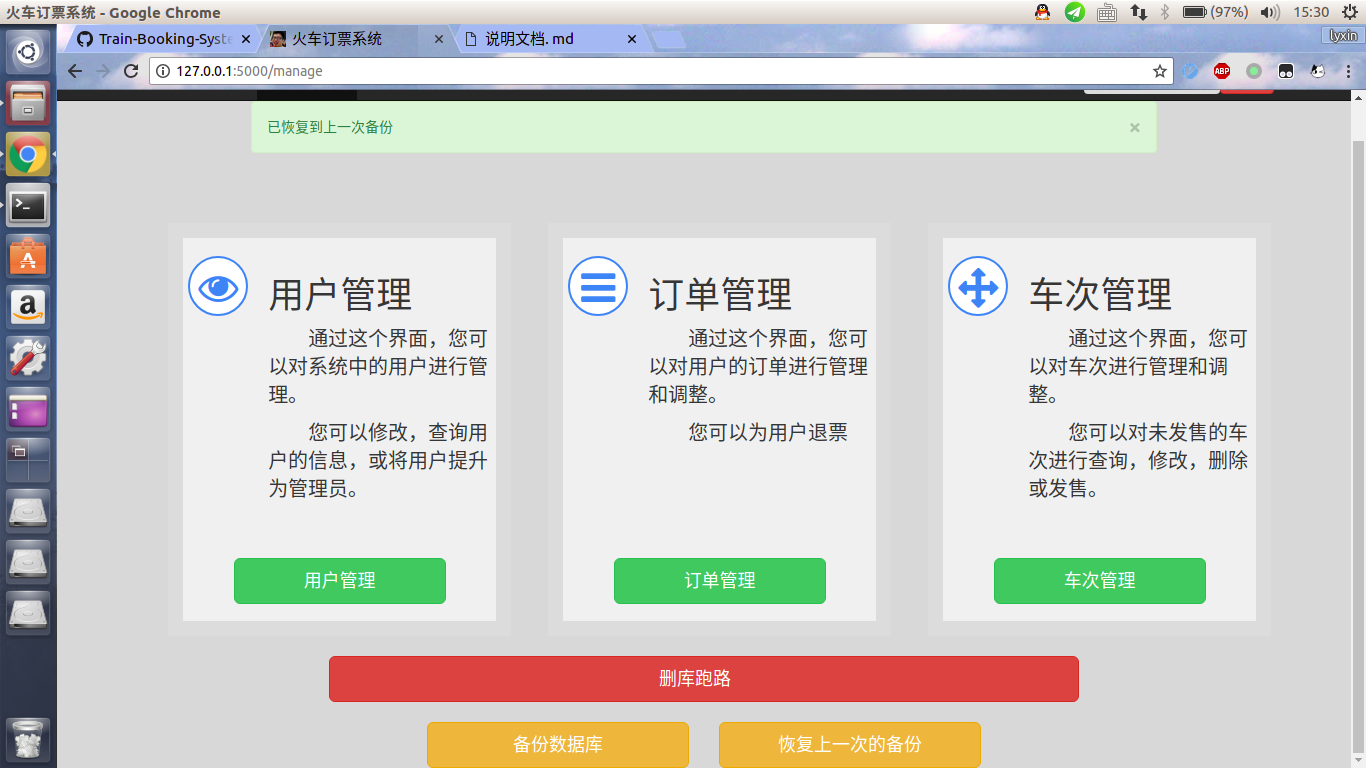 火车订票系统 - Google Chrome
(97%)
15:30
Train-Booking-Syste
火车订票系统
说明文档. md
lyxin
127.0.0.1:5000/manage
ABP
已恢复到上一次备份
×
用户管理
通过这个界面，您可
以对系统中的用户进行管
理。
您可以修改，查询用
户的信息，或将用户提升
为管理员。
用户管理
订单管理
通过这个界面，您可
以对用户的订单进行管理
和调整。
您可以为用户退票
订单管理
车次管理
通过这个界面，您可
以对车次进行管理和调
整。
您可以对未发售的车
次进行查询，修改，删除
或发售。
车次管理
删库跑路
备份数据库
恢复上一次的备份